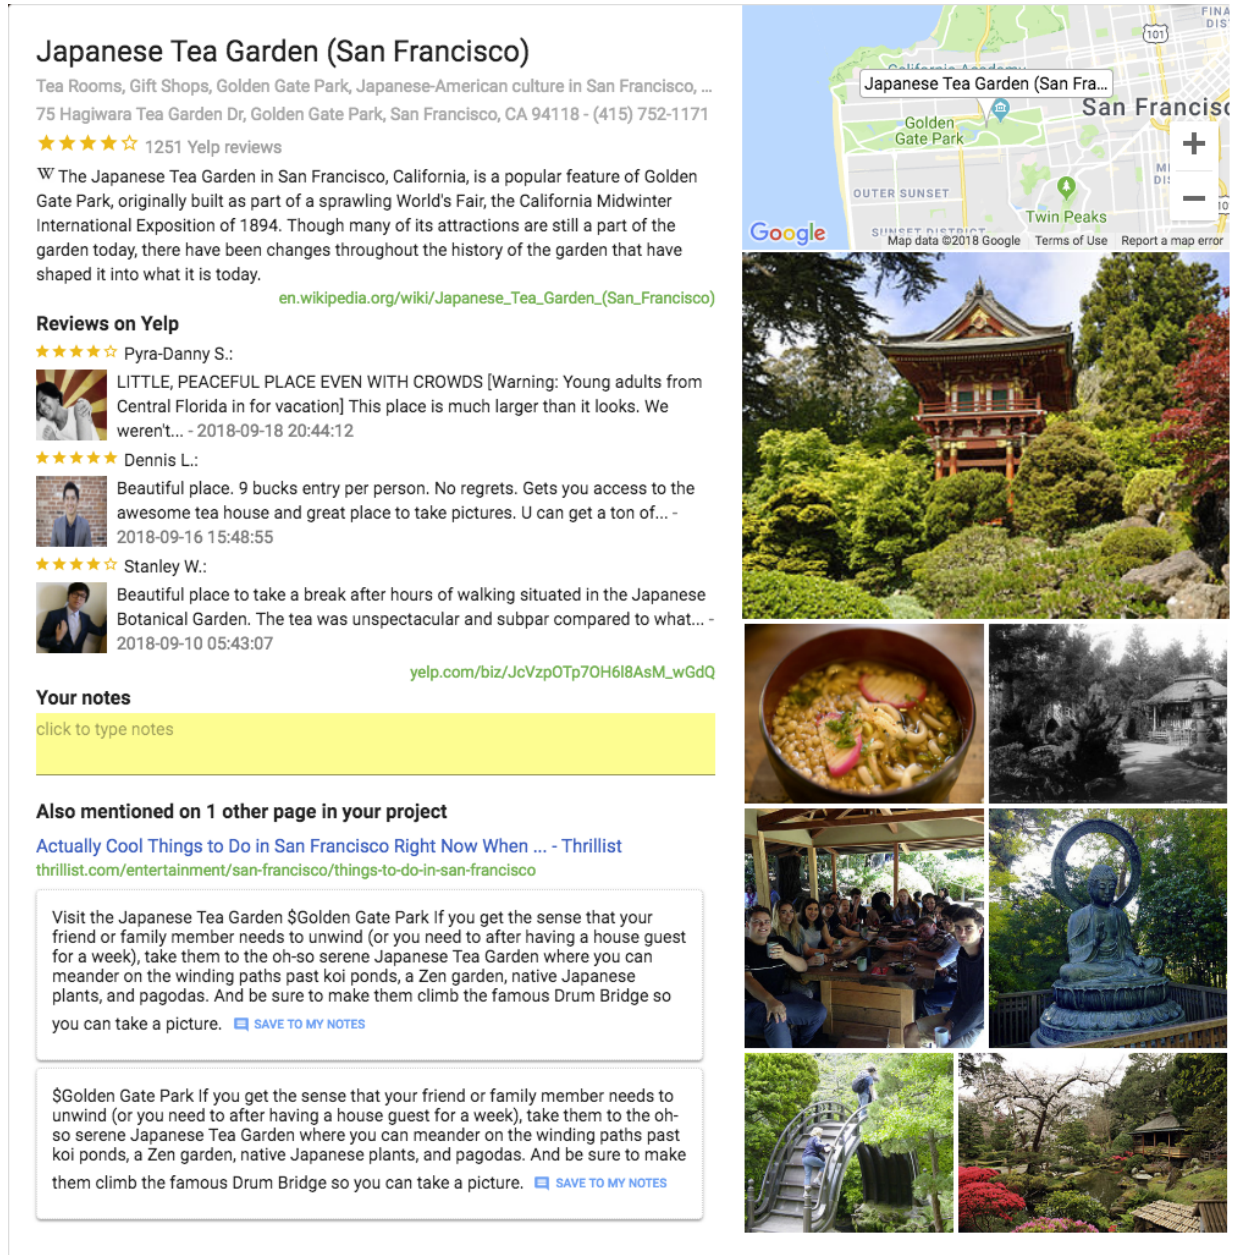 Japanese Tea Garden (San Francisco)
Tea Rooms, Gift Shops, Golden Gate Park, Japanese-American culture in San Francisco, ...
75 Hagiwara Tea Garden Dr, Golden Gate Park, San Francisco, CA 94118 - (415) 752-1171
1251 Yelp reviews
W The Japanese Tea Garden in San Francisco, California, is a popular feature of Golden
Gate Park, originally built as part of a sprawling World's Fair, the California Midwinter
International Exposition of 1894. Though many of its attractions are still a part of the
garden today, there have been changes throughout the history of the garden that have
shaped it into what it is today.
en.wikipedia.org/wiki/Japanese_Tea_Garden_(San_Francisco)
Reviews on Yelp
Pyra-Danny S.:
LITTLE, PEACEFUL PLACE EVEN WITH CROWDS [Warning: Young adults from
Central Florida in for vacation] This place is much larger than it looks. We
weren't... - 2018-09-18 20:44:12
Dennis L.:
Beautiful place. 9 bucks entry per person. No regrets. Gets you access to the
awesome tea house and great place to take pictures. U can get a ton of... -
2018-09-16 15:48:55
Stanley W.:
Beautiful place to take a break after hours of walking situated in the Japanese
Botanical Garden. The tea was unspectacular and subpar compared to what... -
2018-09-10 05:43:07
yelp.com/biz/JcVzpOTp7OH6l8AsM_wGdQ
Your notes
click to type notes
Also mentioned on 1 other page in your project
Actually Cool Things to Do in San Francisco Right Now When ... - Thrillist
thrillist.com/entertainment/san-francisco/things-to-do-in-san-francisco
Visit the Japanese Tea Garden $Golden Gate Park If you get the sense that your
friend or family member needs to unwind (or you need to after having a house guest
for a week), take them to the oh-so serene Japanese Tea Garden where you can
meander on the winding paths past koi ponds, a Zen garden, native Japanese
plants, and pagodas. And be sure to make them climb the famous Drum Bridge so
you can take a picture. SAVE TO MY NOTES
$Golden Gate Park If you get the sense that your friend or family member needs to
unwind (or you need to after having a house guest for a week), take them to the oh-
so serene Japanese Tea Garden where you can meander on the winding paths past
koi ponds, a Zen garden, native Japanese plants, and pagodas. And be sure to make
them climb the famous Drum Bridge so you can take a picture. SAVE TO MY NOTES
FINA
DIS
101
California Academy
Japanese Tea Garden (San Fra...
San Francisc
Golden
Gate Park
+
MI
DIS
OUTER SUNSET
−
10
Twin Peaks
SUNSET DISTRICT
Google
Map data ©2018 Google Terms of Use Report a map error